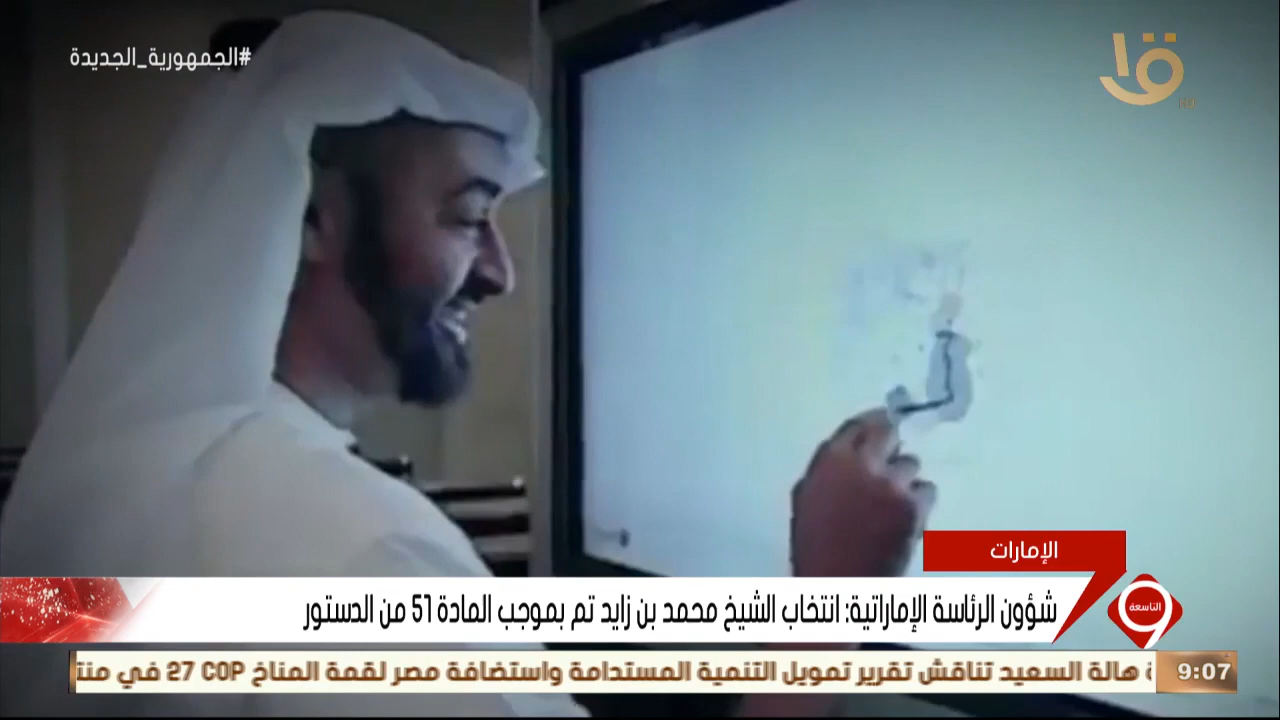 #الجمهورية_الجديدة
الإمارات
شؤون الرئاسة الإماراتية: انتخاب الشيخ محمد بن زايد تم بموجب المادة 51 من الدستور
التاسعة
9
9:07
هالة السعيد تناقش تقرير تمويل التنمية المستدامة واستضافة مصر لقمة المناخ COP 27 في